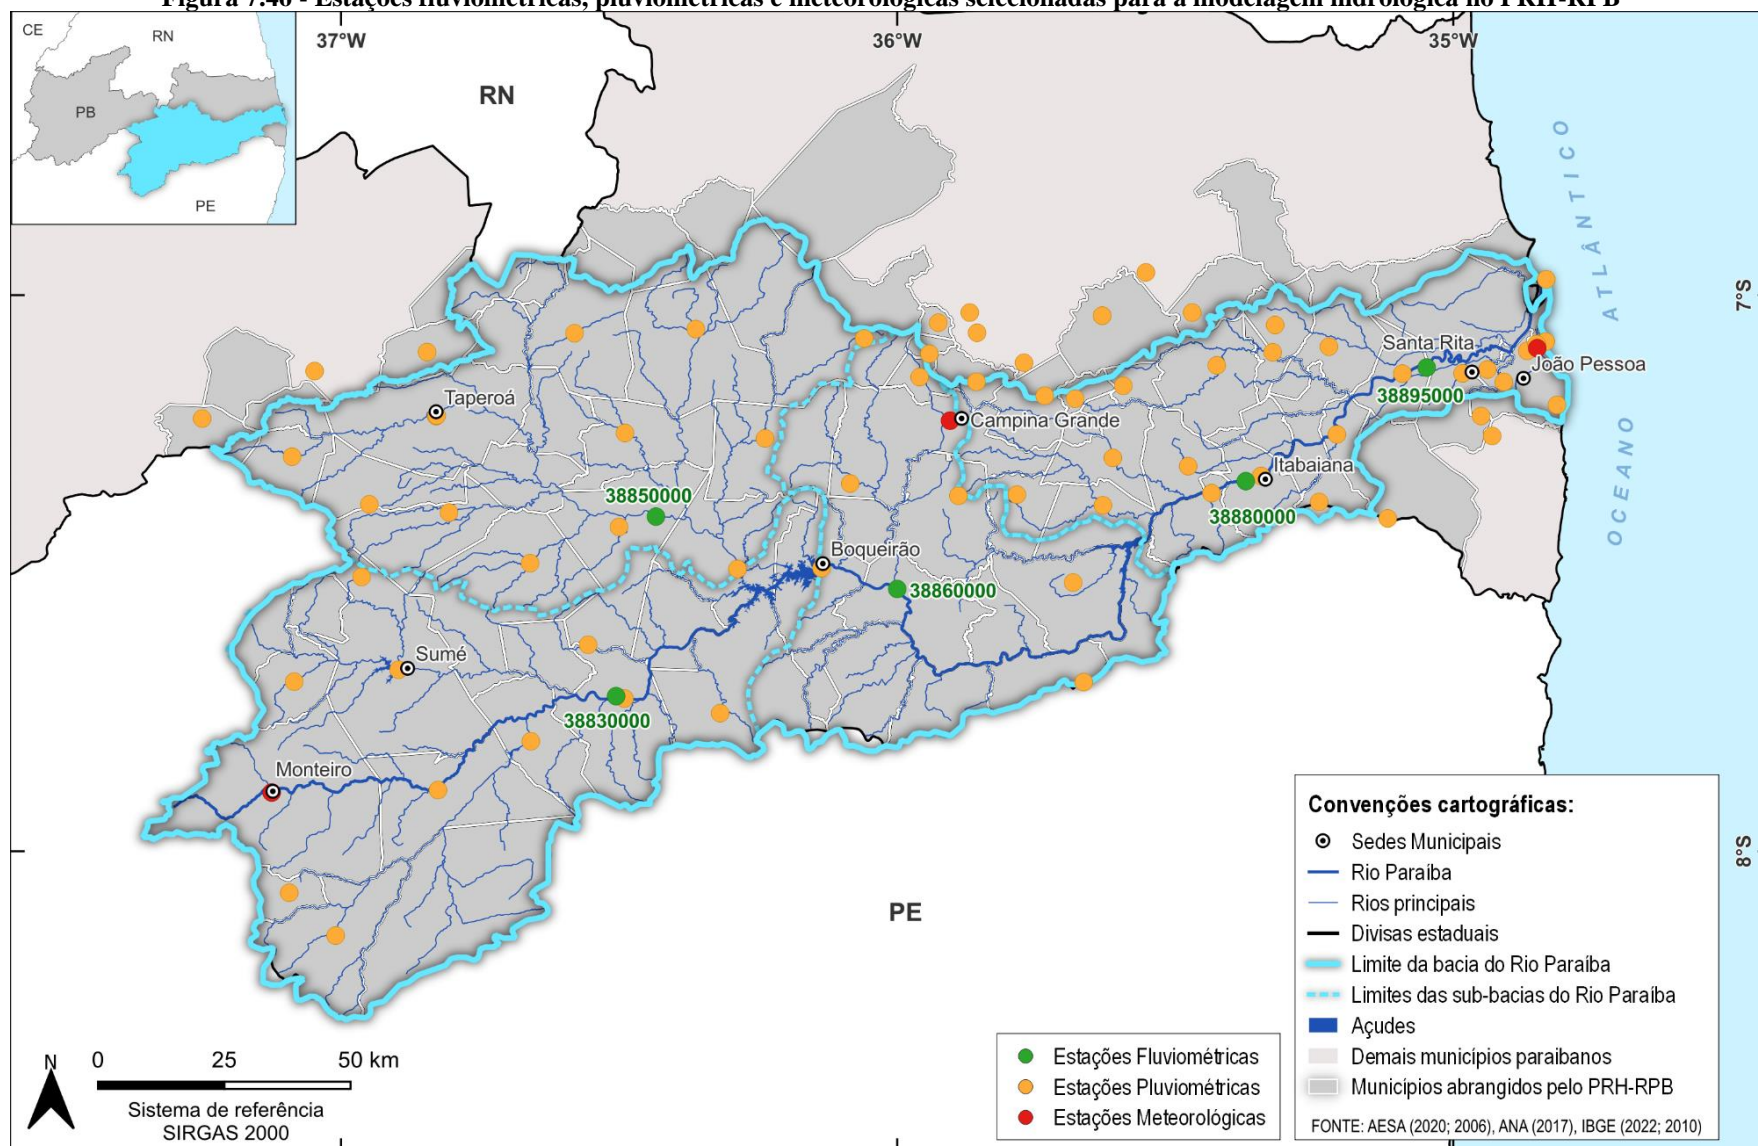 Figura 7.46 - Estações fluviométricas, pluviométricas e meteorológicas selecionadas para a modelagem hidrológica no PRH-RPB
CE
RN
PB
PE
37°W
36°W
35°W
RN
ATLÂNTICO
7°S
Santa Rita
João Pessoa
38895000
Taperoá
Campina Grande
Itabaiana
38850000
38880000
OCEANO
Boqueirão
38860000
Sumé
38830000
Monteiro
8°S
PE
N
0 25 50 km
Sistema de referência
SIRGAS 2000
Estações Fluviométricas
Estações Pluviométricas
Estações Meteorológicas
Convenções cartográficas:
Sedes Municipais
Rio Paraíba
Rios principais
Divisas estaduais
Limite da bacia do Rio Paraíba
Limites das sub-bacias do Rio Paraíba
Açudes
Demais municípios paraibanos
Municípios abrangidos pelo PRH-RPB
FONTE: AESA (2020; 2006), ANA (2017), IBGE (2022; 2010)